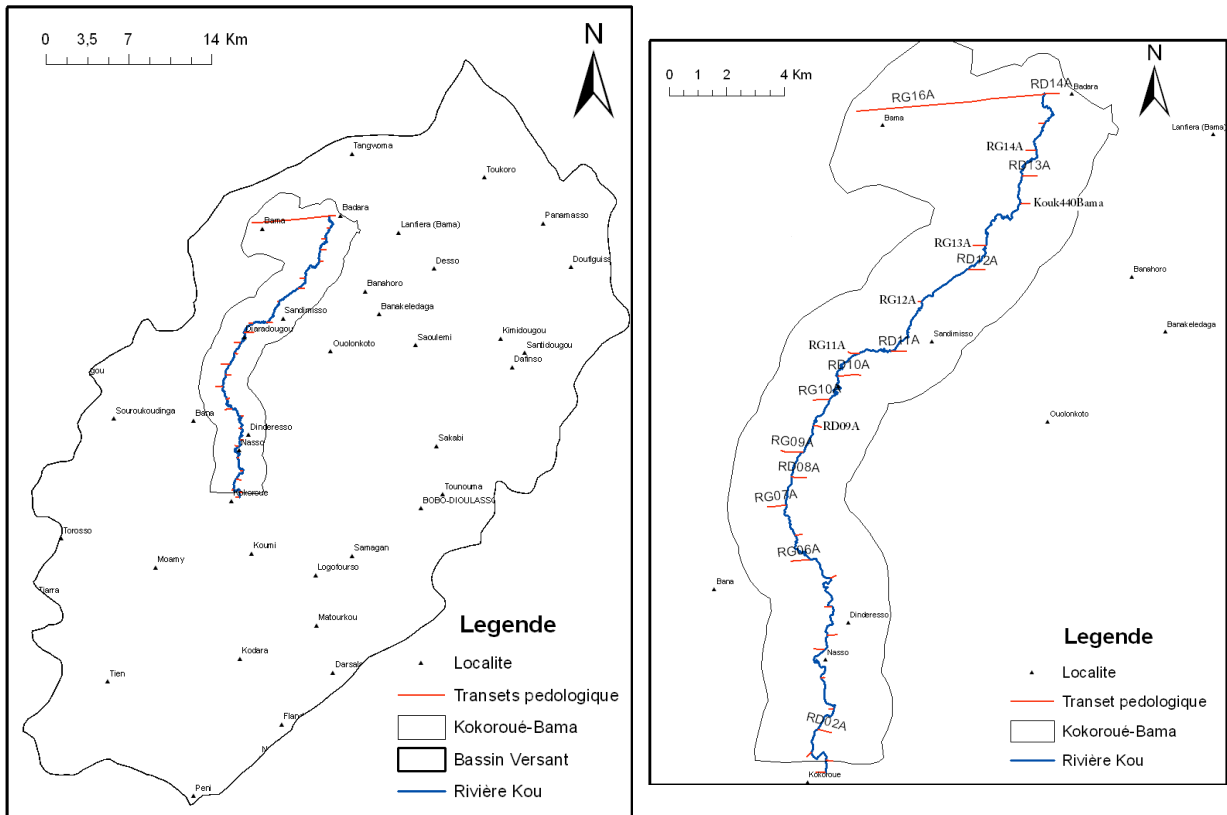 0 3,5 7 14 Km
N
Tangwoma
Toukoro
Badara
Panamasso
Bama
Lanfiera (Bama)
Desso
Doufiguiss
Banahoro
Sandimisso
Banakeledaga
Diaradougou
Kimidougou
Ouolonkoto
Saoulemi
Santidougou
Dafinso
gou
Souroukoudinga
Bana
Dinderesso
Nasso
Sakabi
Tounouma
Kokoroue
BOBO-DIOULASSO
Torosso
Koumi
Samagan
Moamy
Logofourso
Tiarra
Matourkou
Kodara
Darsala
Tien
Flan
N
Peni
Legende
Localite
Transets pedologique
Kokoroué-Bama
Bassin Versant
Rivière Kou
0 1 2 4 Km
N
RD14A
Badara
RG16A
Bama
Lanfiera (Bama)
RG14A
RD13A
Kouk440Bama
RG13A
RD12A
Banahoro
RG12A
Banakeledaga
Sandimisso
RG11A
RD11A
RD10A
RG10A
Ouolonkoto
RD09A
RG09A
RD08A
RG07A
RG06A
Bana
Dinderesso
Nasso
RD02A
Kokoroue
Legende
Localite
Transet pedologique
Kokoroué-Bama
Rivière Kou